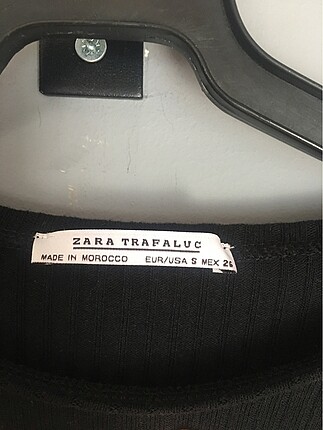 ZARA TRAFALUC
MADE IN MOROCCO EUR/USA S MEX 26